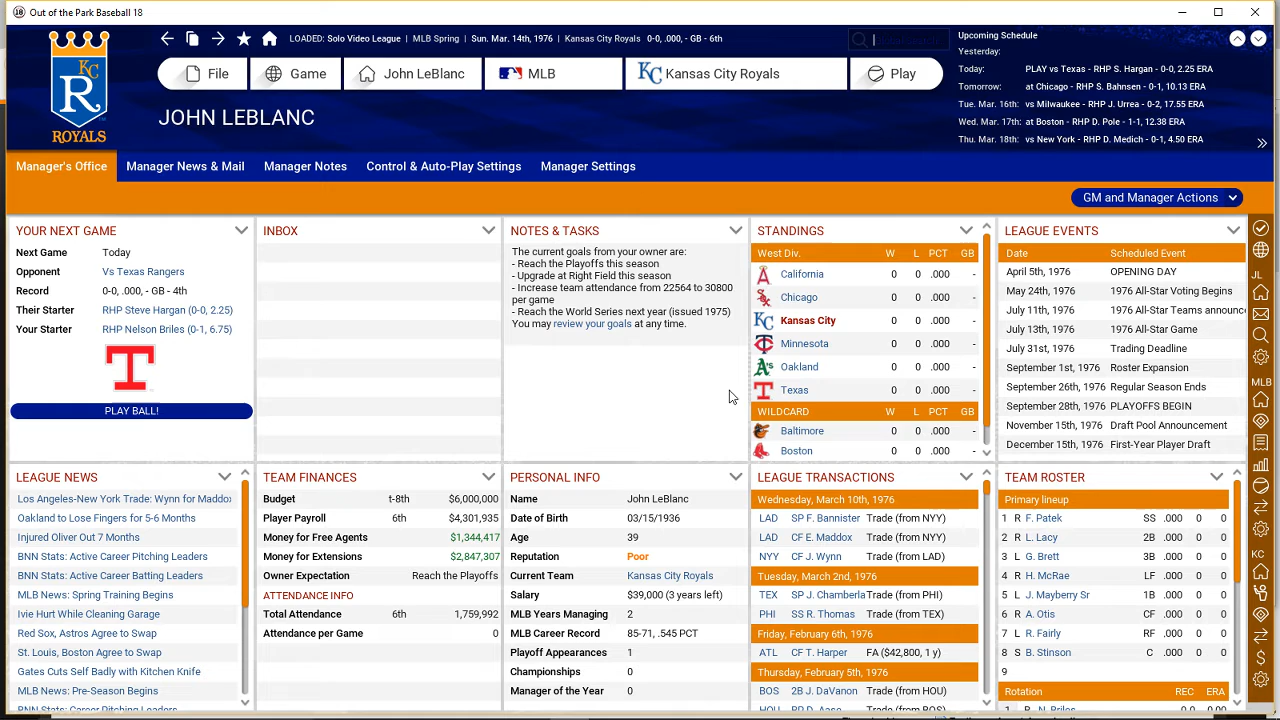 Out of the Park Baseball 18
LOADED: Solo Video League | MLB Spring | Sun. Mar. 14th, 1976 | Kansas City Royals 0-0, .000, - GB - 6th
File Game John LeBlanc MLB Kansas City Royals Play
KC
R
ROYALS
JOHN LEBLANC
Upcoming Schedule
Yesterday:
Today: PLAY vs Texas - RHP S. Hargan - 0-0, 2.25 ERA
Tomorrow: at Chicago - RHP S. Bahnsen - 0-1, 10.13 ERA
Tue. Mar. 16th: vs Milwaukee - RHP J. Urrea - 0-2, 17.55 ERA
Wed. Mar. 17th: at Boston - RHP D. Pole - 1-1, 12.38 ERA
Thu. Mar. 18th: vs New York - RHP D. Medich - 0-1, 4.50 ERA
Manager's Office Manager News & Mail Manager Notes Control & Auto-Play Settings Manager Settings
GM and Manager Actions
YOUR NEXT GAME
Next Game Today
Opponent Vs Texas Rangers
Record 0-0, .000, - GB - 4th
Their Starter RHP Steve Hargan (0-0, 2.25)
Your Starter RHP Nelson Briles (0-1, 6.75)
T
PLAY BALL!
INBOX
NOTES & TASKS
The current goals from your owner are:
- Reach the Playoffs this season
- Upgrade at Right Field this season
- Increase team attendance from 22564 to 30800
per game
- Reach the World Series next year (issued 1975)
You may review your goals at any time.
STANDINGS
West Div. W L PCT GB
California 0 0 .000 -
Chicago 0 0 .000 -
Kansas City 0 0 .000 -
Minnesota 0 0 .000 -
Oakland 0 0 .000 -
Texas 0 0 .000 -
WILDCARD W L PCT GB
Baltimore 0 0 .000 -
Boston 0 0 .000 -
LEAGUE EVENTS
Date Scheduled Event
April 5th, 1976 OPENING DAY
May 24th, 1976 1976 All-Star Voting Begins
July 11th, 1976 1976 All-Star Teams announc
July 13th, 1976 1976 All-Star Game
July 31st, 1976 Trading Deadline
September 1st, 1976 Roster Expansion
September 26th, 1976 Regular Season Ends
September 28th, 1976 PLAYOFFS BEGIN
November 15th, 1976 Draft Pool Announcement
December 15th, 1976 First-Year Player Draft
JL
MLB
KC
LEAGUE NEWS
Los Angeles-New York Trade: Wynn for Maddo
Oakland to Lose Fingers for 5-6 Months
Injured Oliver Out 7 Months
BNN Stats: Active Career Pitching Leaders
BNN Stats: Active Career Batting Leaders
MLB News: Spring Training Begins
Ivie Hurt While Cleaning Garage
Red Sox, Astros Agree to Swap
St. Louis, Boston Agree to Swap
Gates Cuts Self Badly with Kitchen Knife
MLB News: Pre-Season Begins
BNN Stats: Career Pitching Leaders
TEAM FINANCES
Budget t-8th $6,000,000
Player Payroll 6th $4,301,935
Money for Free Agents $1,344,417
Money for Extensions $2,847,307
Owner Expectation Reach the Playoffs
ATTENDANCE INFO
Total Attendance 6th 1,759,992
Attendance per Game 0
PERSONAL INFO
Name John LeBlanc
Date of Birth 03/15/1936
Age 39
Reputation Poor
Current Team Kansas City Royals
Salary $39,000 (3 years left)
MLB Years Managing 2
MLB Career Record 85-71, .545 PCT
Playoff Appearances 1
Championships 0
Manager of the Year 0
LEAGUE TRANSACTIONS
Wednesday, March 10th, 1976
LAD SP F. Bannister Trade (from NYY)
LAD CF E. Maddox Trade (from NYY)
NYY CF J. Wynn Trade (from LAD)
Tuesday, March 2nd, 1976
TEX SP J. Chamberla Trade (from PHI)
PHI SS R. Thomas Trade (from TEX)
Friday, February 6th, 1976
ATL CF T. Harper FA ($42,800, 1 y)
Thursday, February 5th, 1976
BOS 2B J. DaVanon Trade (from HOU)
TEAM ROSTER
Primary lineup
1 R F. Patek SS .000 0 0
2 R L. Lacy 2B .000 0 0
3 L G. Brett 3B .000 0 0
4 R H. McRae LF .000 0 0
5 L J. Mayberry Sr 1B .000 0 0
6 R A. Otis CF .000 0 0
7 L R. Fairly RF .000 0 0
8 S B. Stinson C .000 0 0
9
Rotation REC ERA